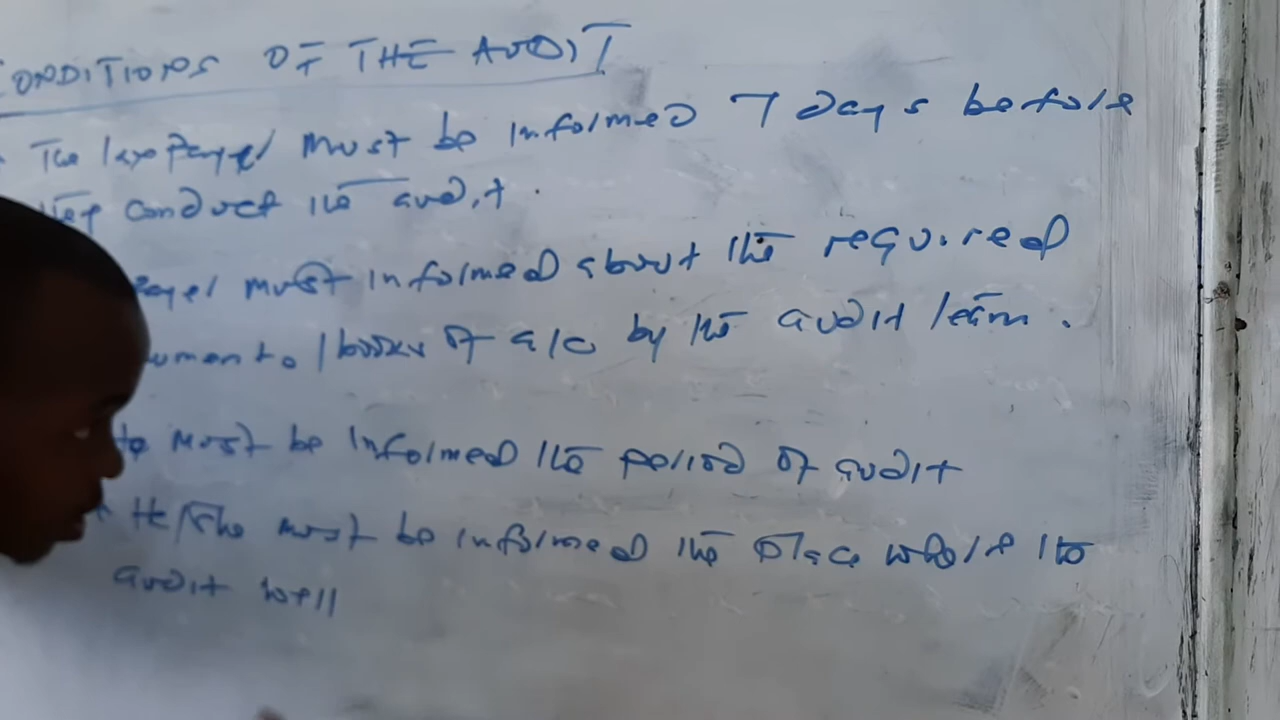 CONDITIONS OF THE AUDIT
The taxpayer must be informed 7 days before
they conduct the audit.
payer must informed about the required
uments / books of a/c by the audit team.
must be informed the period of audit
He/She must be informed the place where the
audit will